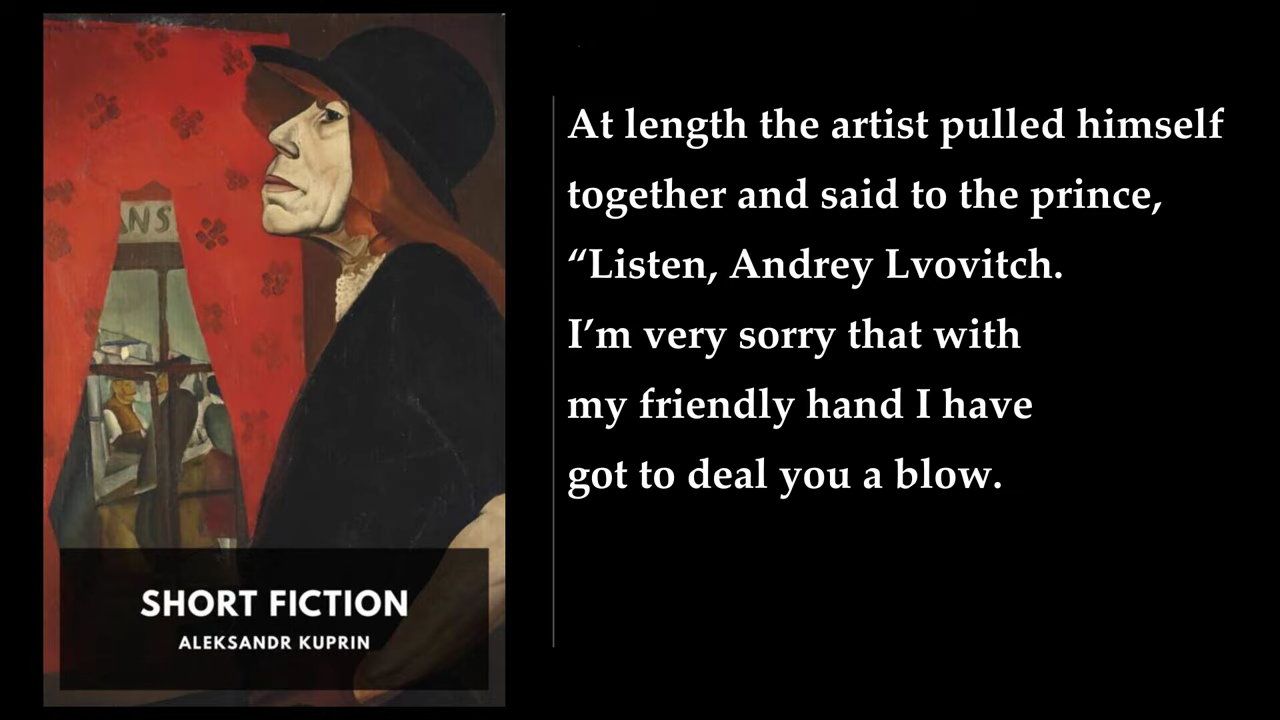 ANS
SHORT FICTION
ALEKSANDR KUPRIN
At length the artist pulled himself
together and said to the prince,
“Listen, Andrey Lvovitch.
I’m very sorry that with
my friendly hand I have
got to deal you a blow.